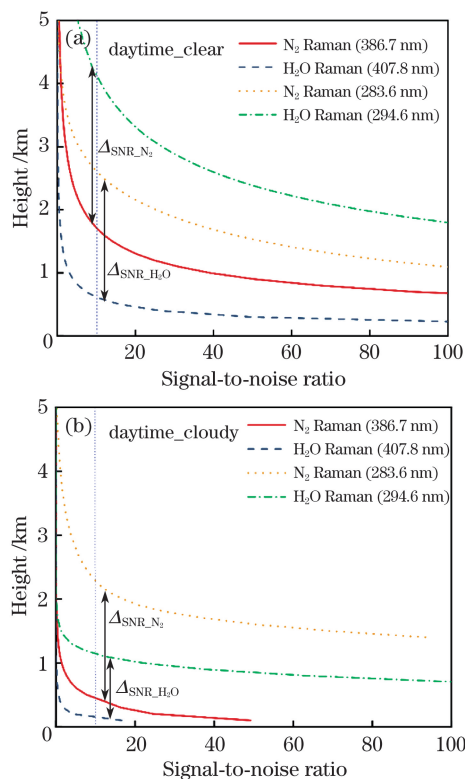 (a) daytime_clear
N₂ Raman (386.7 nm)
H₂O Raman (407.8 nm)
N₂ Raman (283.6 nm)
H₂O Raman (294.6 nm)
Δ_SNR_N₂
Δ_SNR_H₂O
Height /km
5
4
3
2
1
0
20
40
60
80
100
Signal-to-noise ratio
(b) daytime_cloudy
N₂ Raman (386.7 nm)
H₂O Raman (407.8 nm)
N₂ Raman (283.6 nm)
H₂O Raman (294.6 nm)
Δ_SNR_N₂
Δ_SNR_H₂O
Height /km
5
4
3
2
1
0
20
40
60
80
100
Signal-to-noise ratio